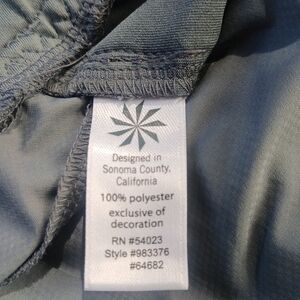 Designed in
Sonoma County,
California
100% polyester
exclusive of
decoration
RN #54023
Style #983376
#64682